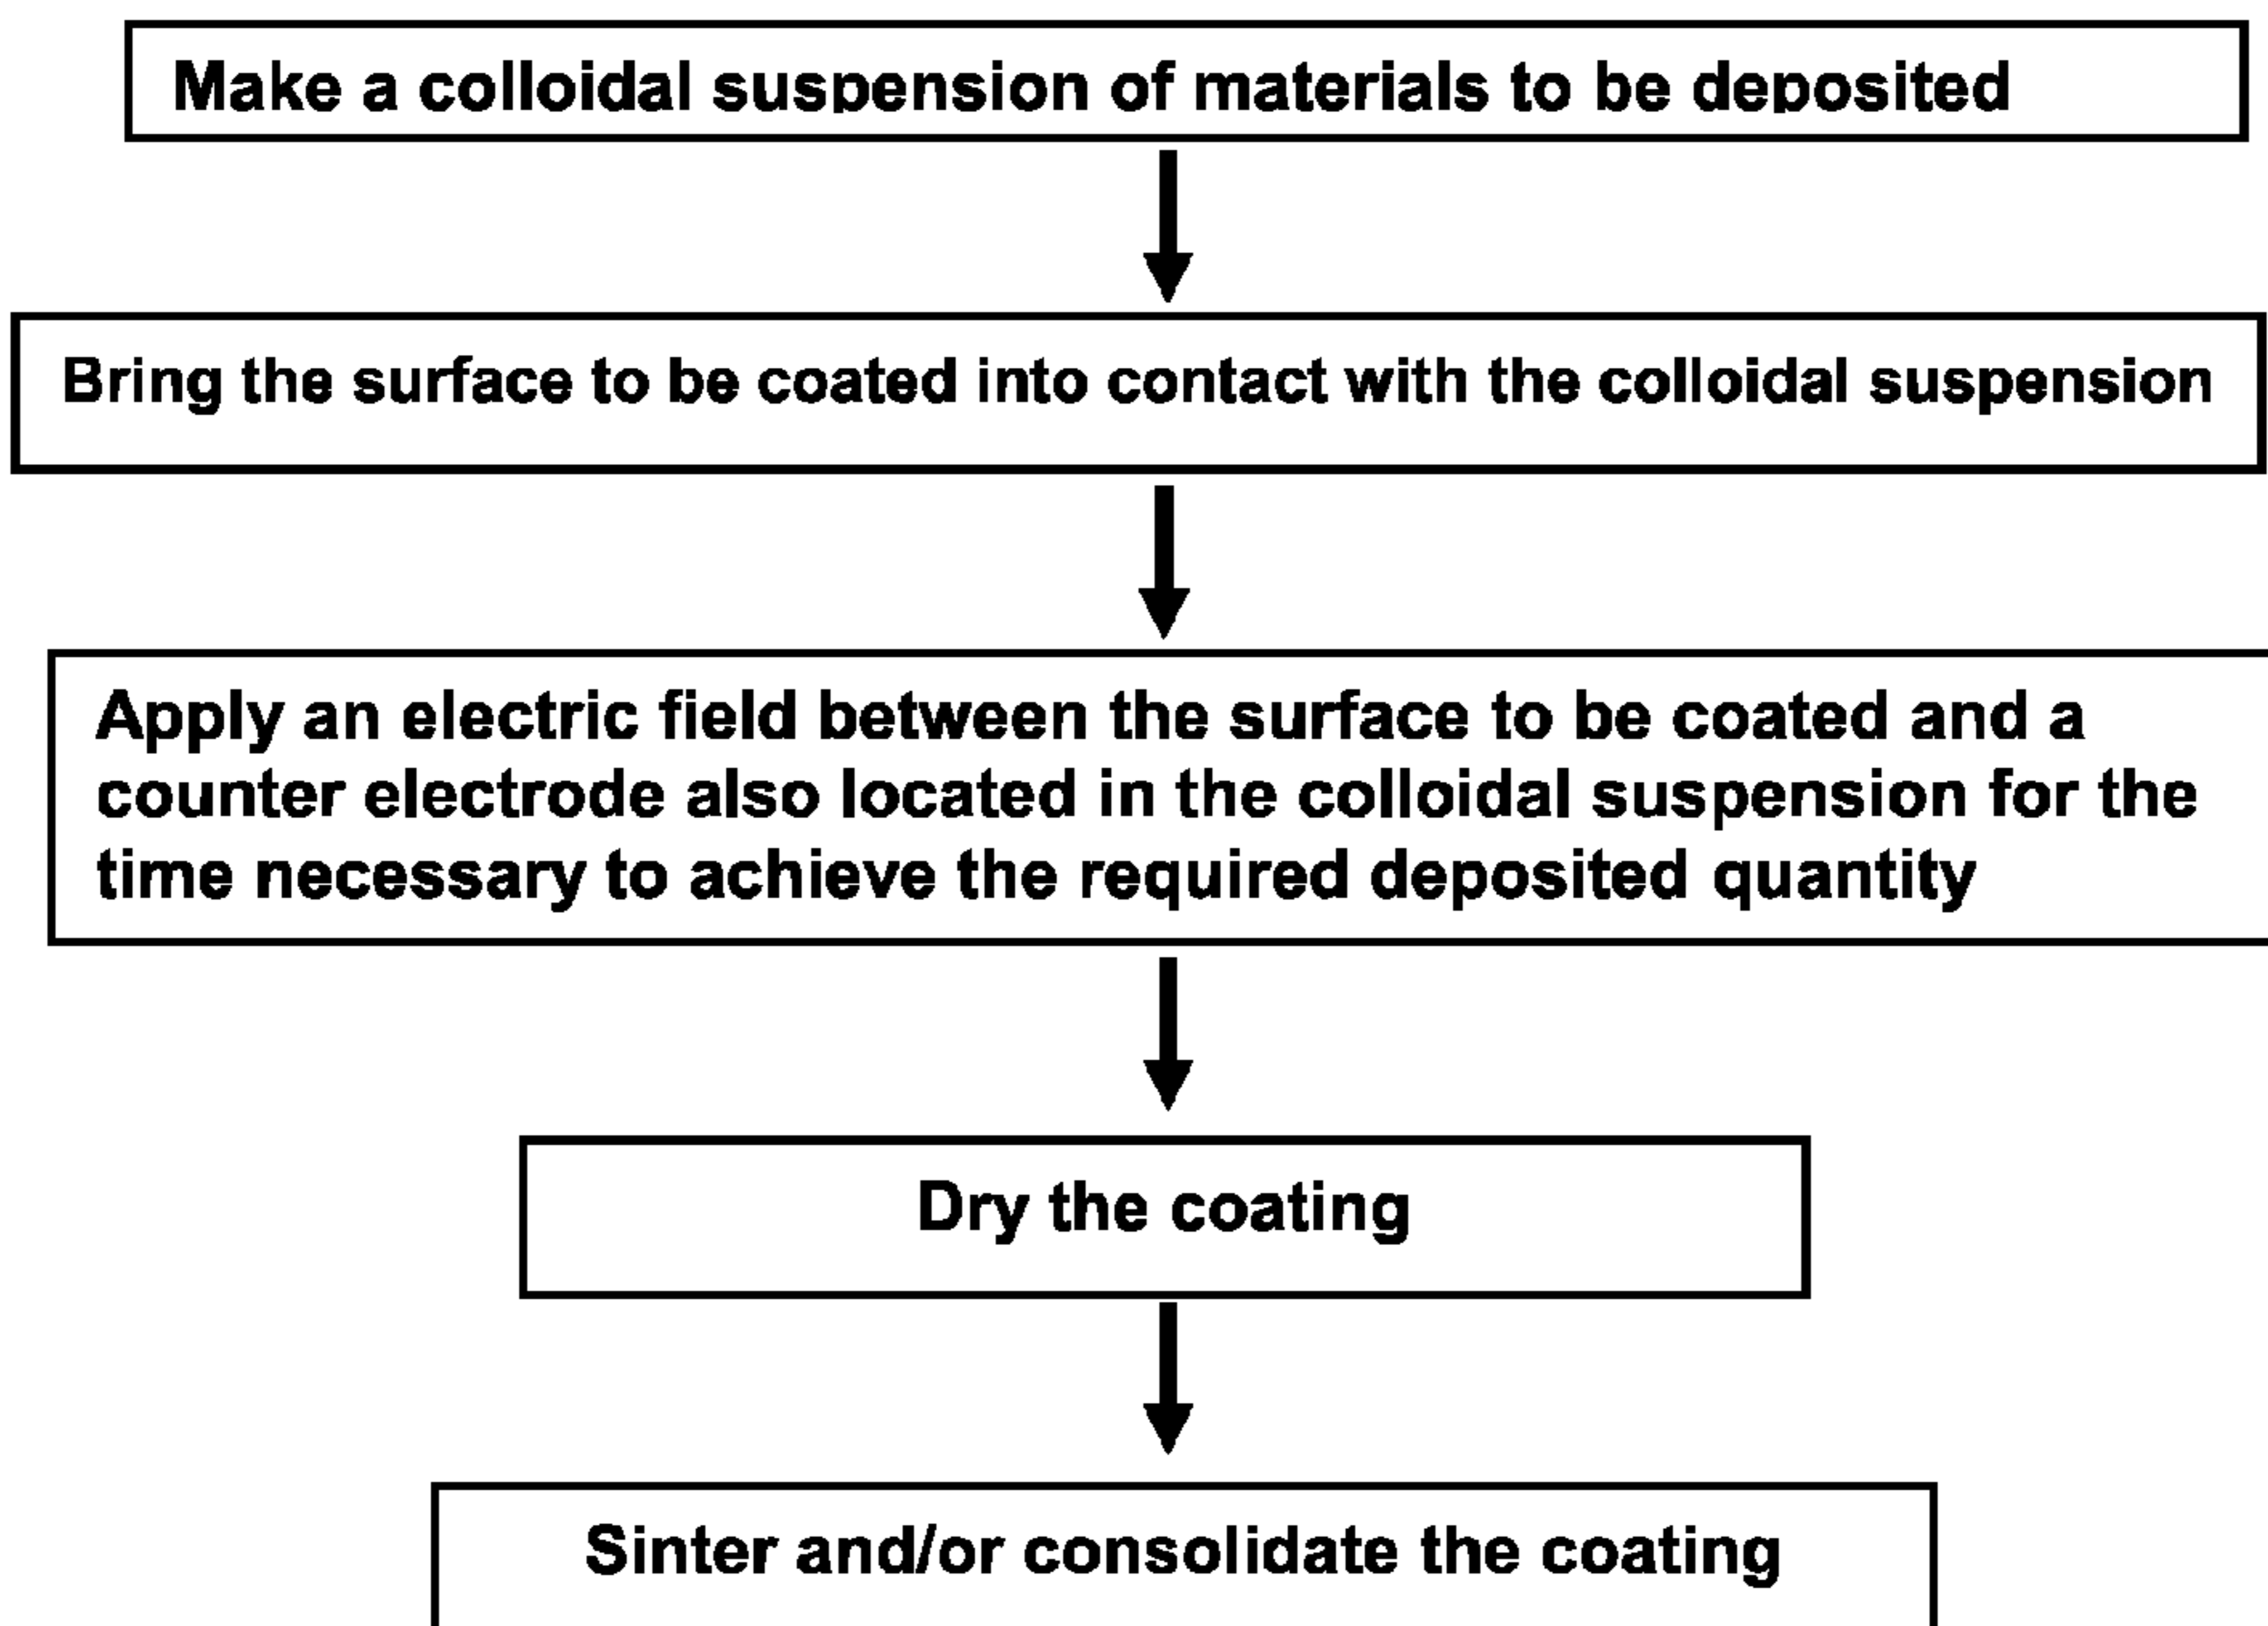 Make a colloidal suspension of materials to be deposited
Bring the surface to be coated into contact with the colloidal suspension
Apply an electric field between the surface to be coated and a
counter electrode also located in the colloidal suspension for the
time necessary to achieve the required deposited quantity
Dry the coating
Sinter and/or consolidate the coating